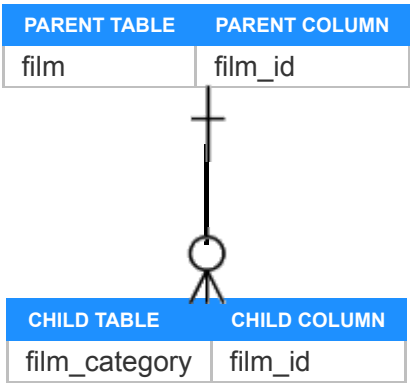 PARENT TABLE PARENT COLUMN
film film_id
CHILD TABLE CHILD COLUMN
film_category film_id